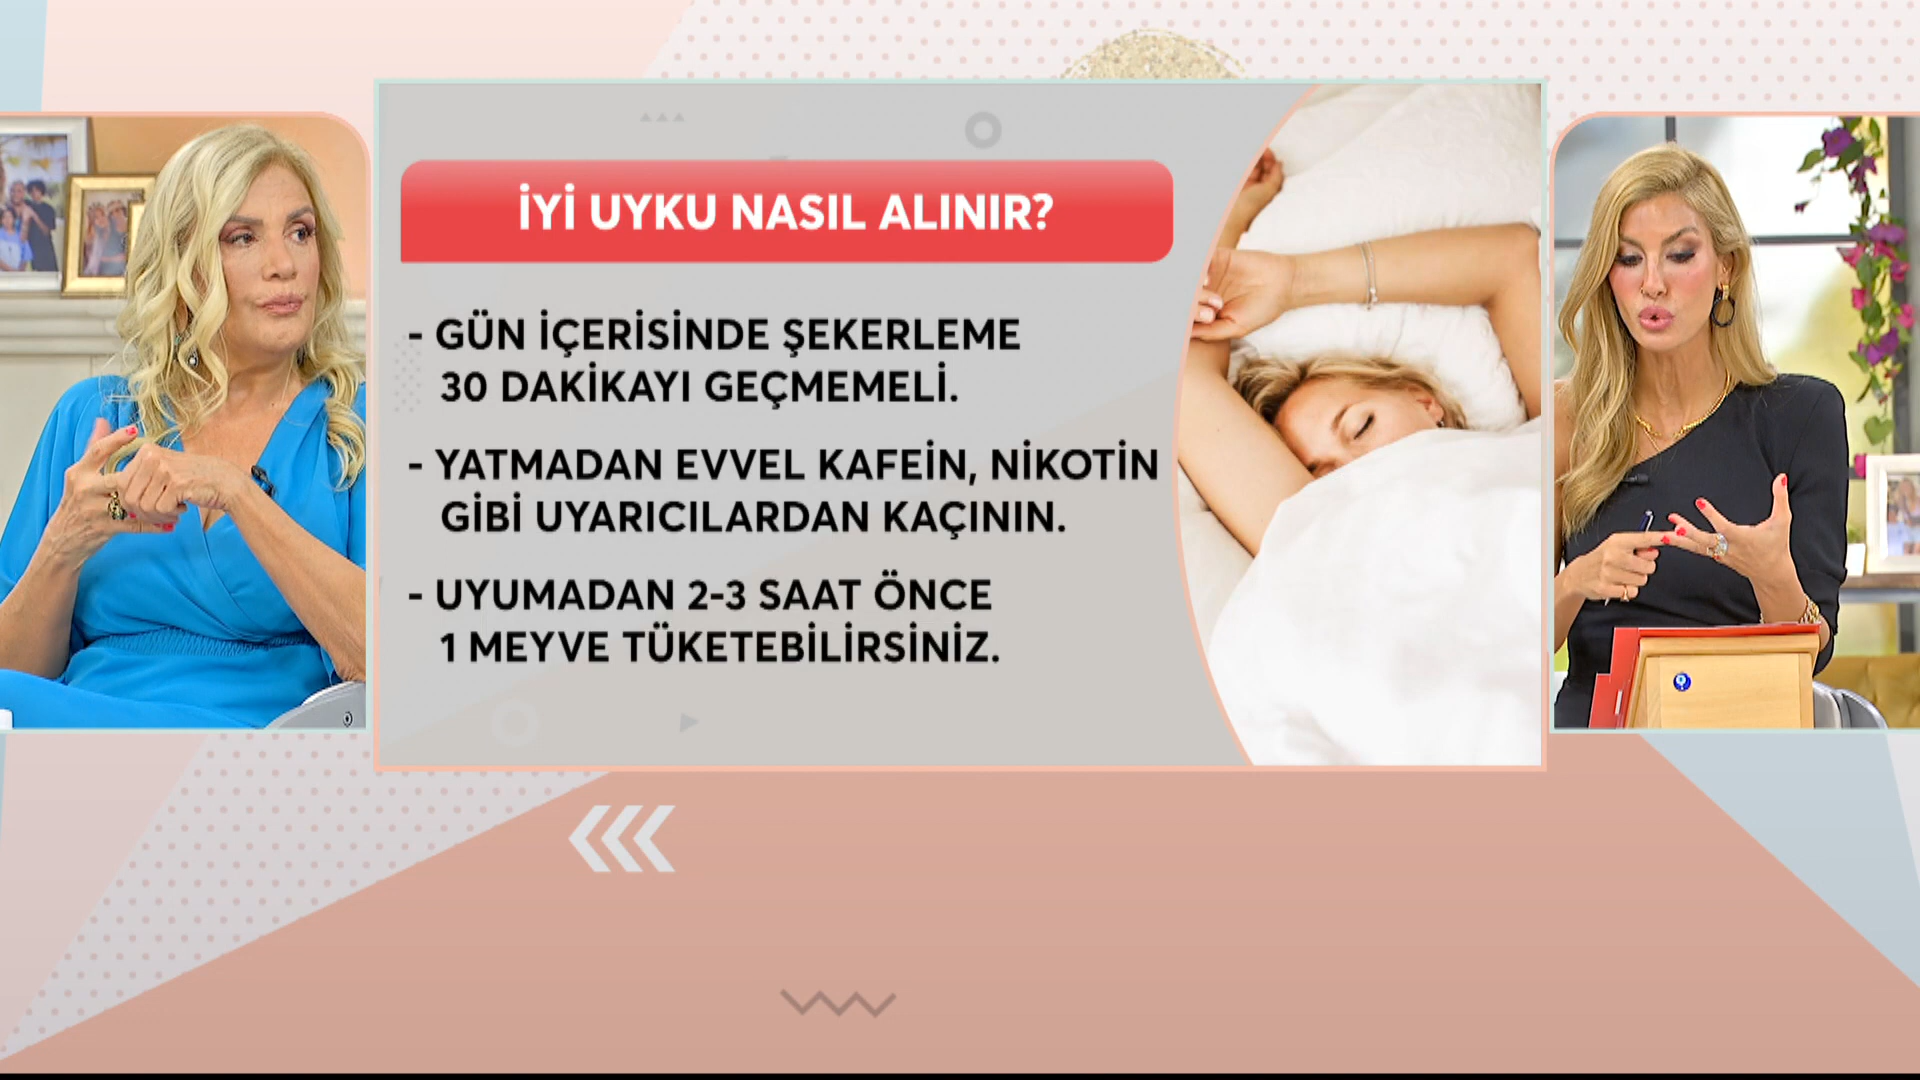 İYİ UYKU NASIL ALINIR?
- GÜN İÇERİSİNDE ŞEKERLEME
30 DAKİKAYI GEÇMEMELİ.
- YATMADAN EVVEL KAFEİN, NİKOTİN
GİBİ UYARICILARDAN KAÇININ.
- UYUMADAN 2-3 SAAT ÖNCE
1 MEYVE TÜKETEBİLİRSİNİZ.